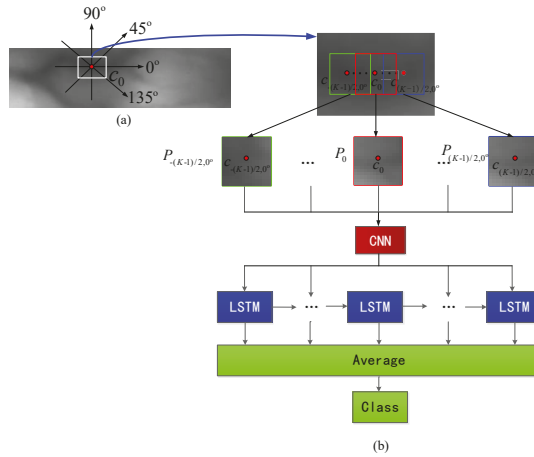 90°
45°
0°
C₀
135°
(a)
c₋(K-1)/2,0° ... c₀ ... c(K-1)/2,0°
P₋(K-1)/2,0° ... P₀ ... P(K-1)/2,0°
c₋(K-1)/2,0° c₀ c(K-1)/2,0°
CNN
LSTM ... LSTM ... LSTM
Average
Class
(b)